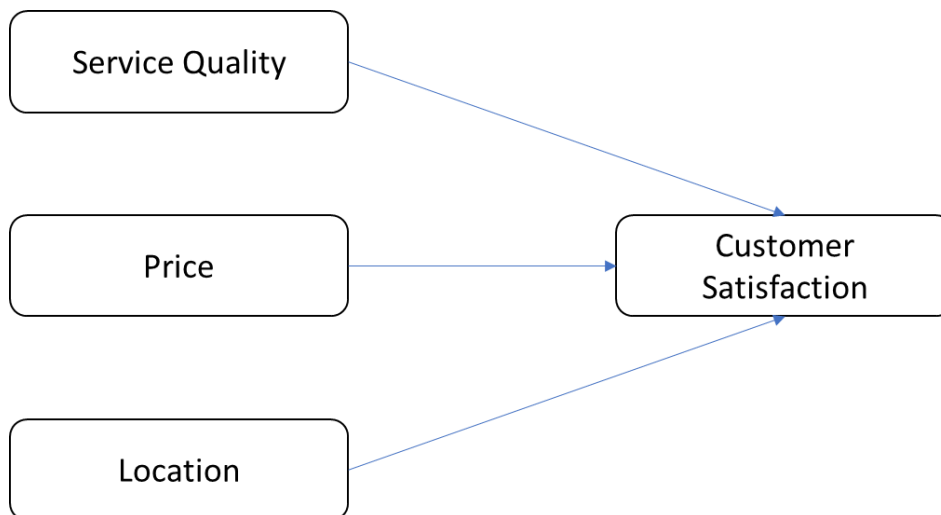 Service Quality
Price
Customer
Satisfaction
Location